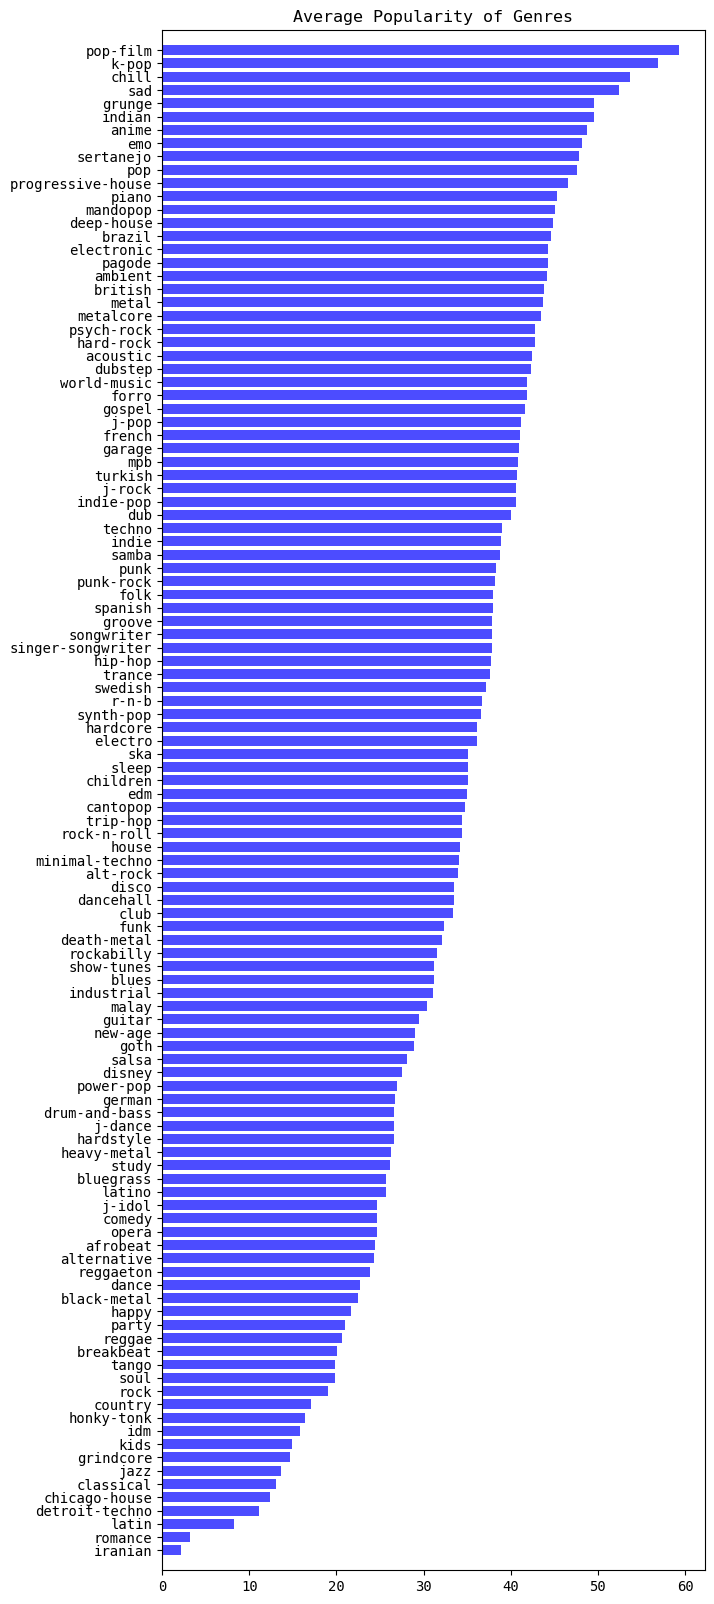 Average Popularity of Genres
pop-film
k-pop
chill
sad
grunge
indian
anime
emo
sertanejo
pop
progressive-house
piano
mandopop
deep-house
brazil
electronic
pagode
ambient
british
metal
metalcore
psych-rock
hard-rock
acoustic
dubstep
world-music
forro
gospel
j-pop
french
garage
mpb
turkish
j-rock
indie-pop
dub
techno
indie
samba
punk
punk-rock
folk
spanish
groove
songwriter
singer-songwriter
hip-hop
trance
swedish
r-n-b
synth-pop
hardcore
electro
ska
sleep
children
edm
cantopop
trip-hop
rock-n-roll
house
minimal-techno
alt-rock
disco
dancehall
club
funk
death-metal
rockabilly
show-tunes
blues
industrial
malay
guitar
new-age
goth
salsa
disney
power-pop
german
drum-and-bass
j-dance
hardstyle
heavy-metal
study
bluegrass
latino
j-idol
comedy
opera
afrobeat
alternative
reggaeton
dance
black-metal
happy
party
reggae
breakbeat
tango
soul
rock
country
honky-tonk
idm
kids
grindcore
jazz
classical
chicago-house
detroit-techno
latin
romance
iranian
0 10 20 30 40 50 60